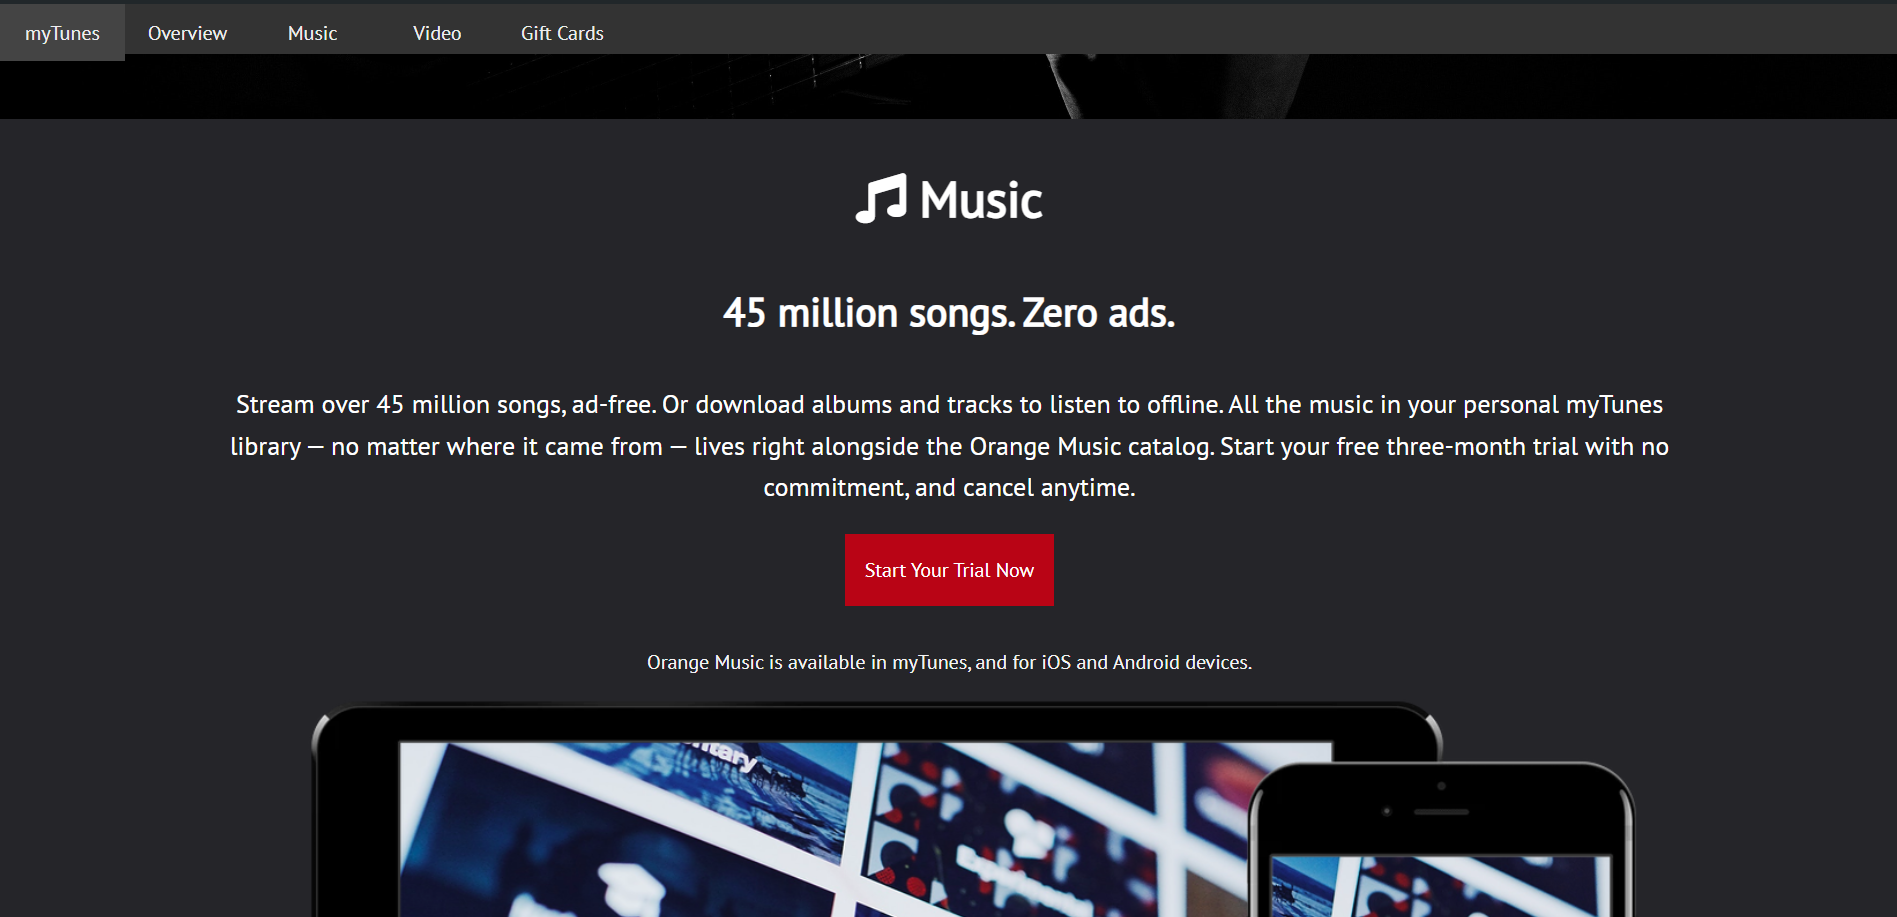 myTunes Overview Music Video Gift Cards
Music
45 million songs. Zero ads.
Stream over 45 million songs, ad-free. Or download albums and tracks to listen to offline. All the music in your personal myTunes
library — no matter where it came from — lives right alongside the Orange Music catalog. Start your free three-month trial with no
commitment, and cancel anytime.
Start Your Trial Now
Orange Music is available in myTunes, and for iOS and Android devices.